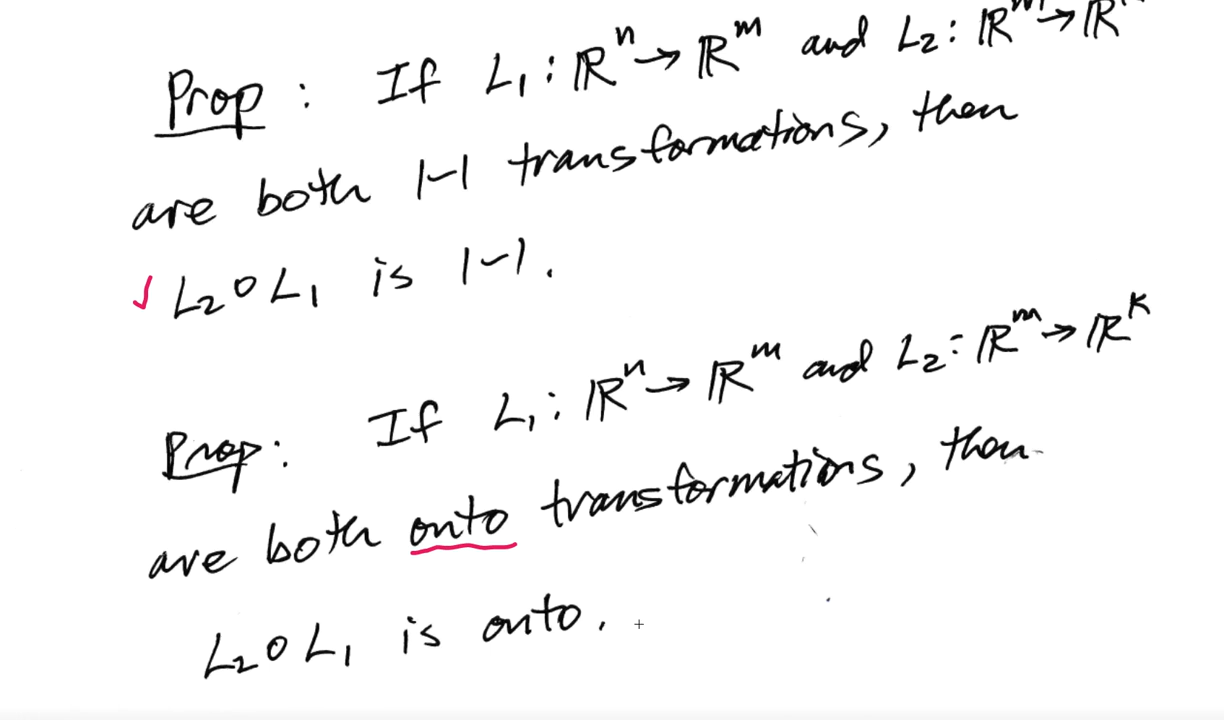 Prop : If L₁ : ℝⁿ → ℝᵐ and L₂ : ℝᵐ → ℝ
are both 1-1 transformations, then
✓ L₂ ∘ L₁ is 1-1.
Prop : If L₁ : ℝⁿ → ℝᵐ and L₂ : ℝᵐ → ℝᵏ
are both onto transformations, then
L₂ ∘ L₁ is onto.